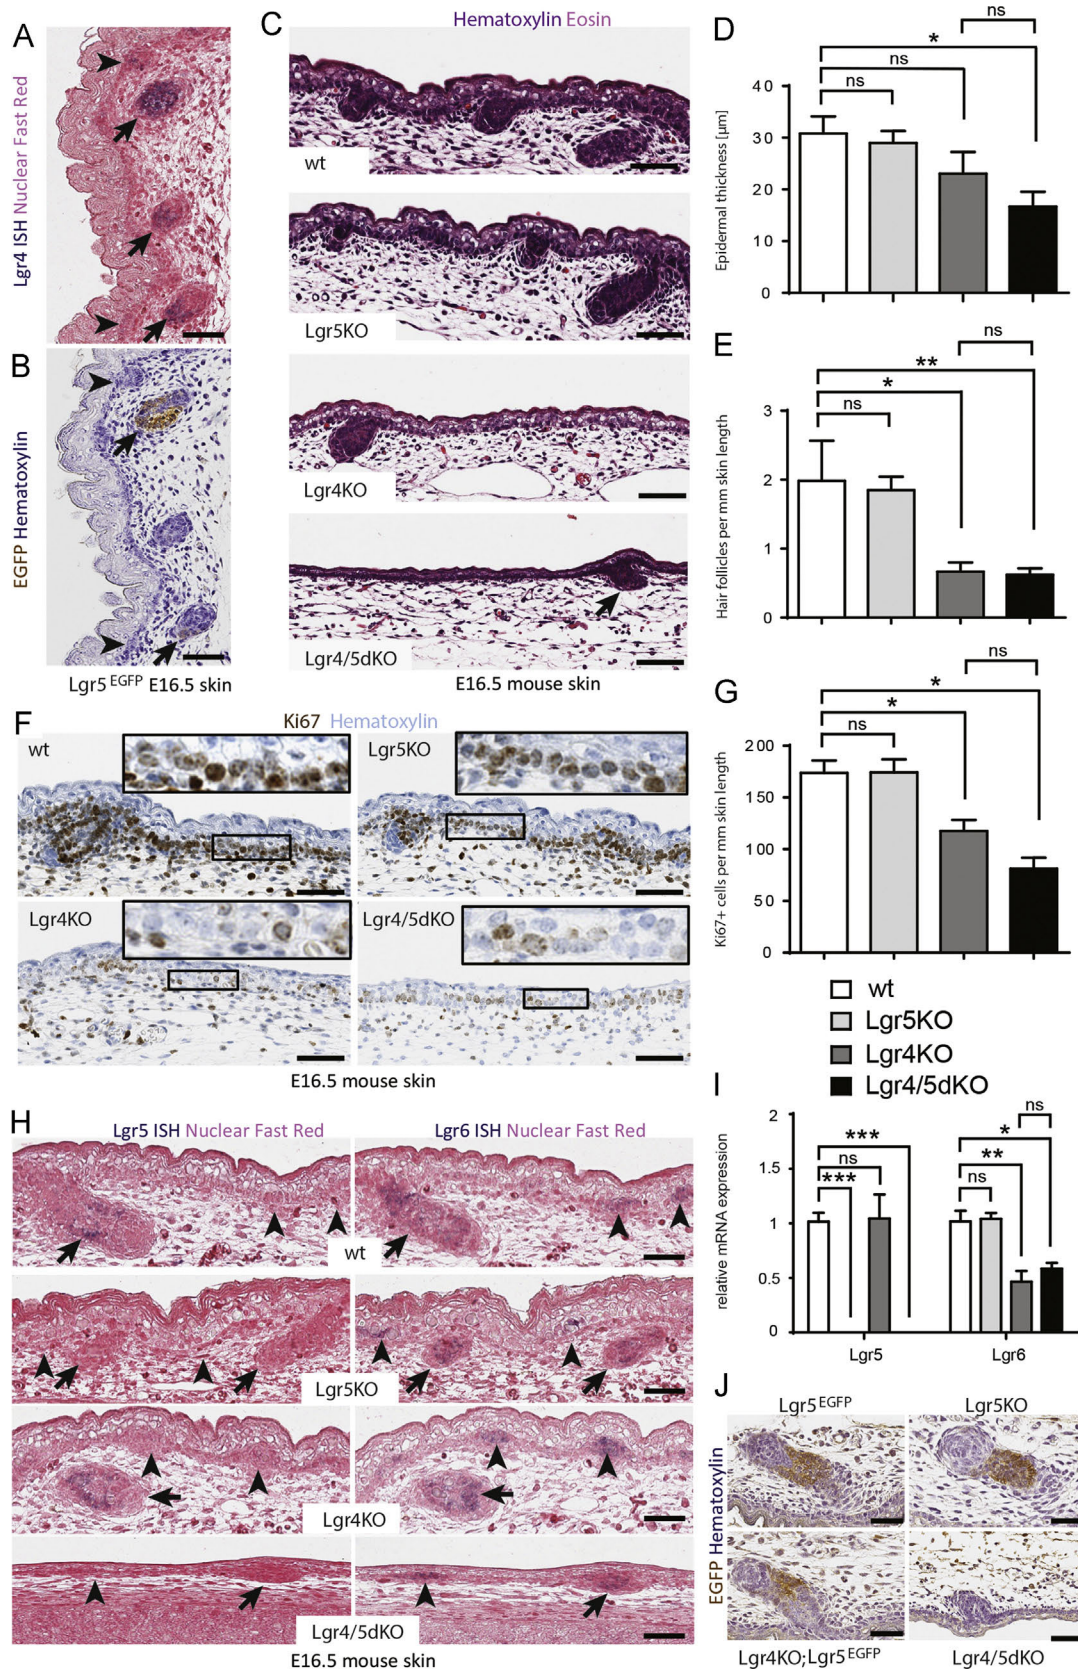 A
Lgr4 ISH Nuclear Fast Red
B
EGFP Hematoxylin
Lgr5 EGFP E16.5 skin
C
Hematoxylin Eosin
wt
Lgr5KO
Lgr4KO
Lgr4/5dKO
E16.5 mouse skin
D
ns
*
ns
ns
Epidermal thickness [µm]
40
30
20
10
0
E
ns
**
*
ns
Hair follicles per mm skin length
3
2
1
0
F
Ki67 Hematoxylin
wt
Lgr5KO
Lgr4KO
Lgr4/5dKO
E16.5 mouse skin
G
ns
*
*
ns
Ki67+ cells per mm skin length
200
150
100
50
0
wt
Lgr5KO
Lgr4KO
Lgr4/5dKO
H
Lgr5 ISH Nuclear Fast Red
Lgr6 ISH Nuclear Fast Red
wt
Lgr5KO
Lgr4KO
Lgr4/5dKO
E16.5 mouse skin
I
relative mRNA expression
2
1.5
1
0.5
0
***
ns
***
ns
*
**
ns
Lgr5
Lgr6
J
Lgr5EGFP
Lgr5KO
EGFP Hematoxylin
Lgr4KO;Lgr5EGFP
Lgr4/5dKO